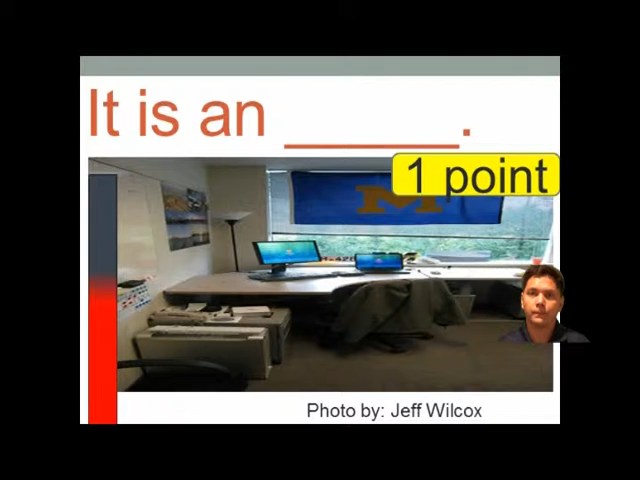 It is an ______.
1 point
M
Photo by: Jeff Wilcox